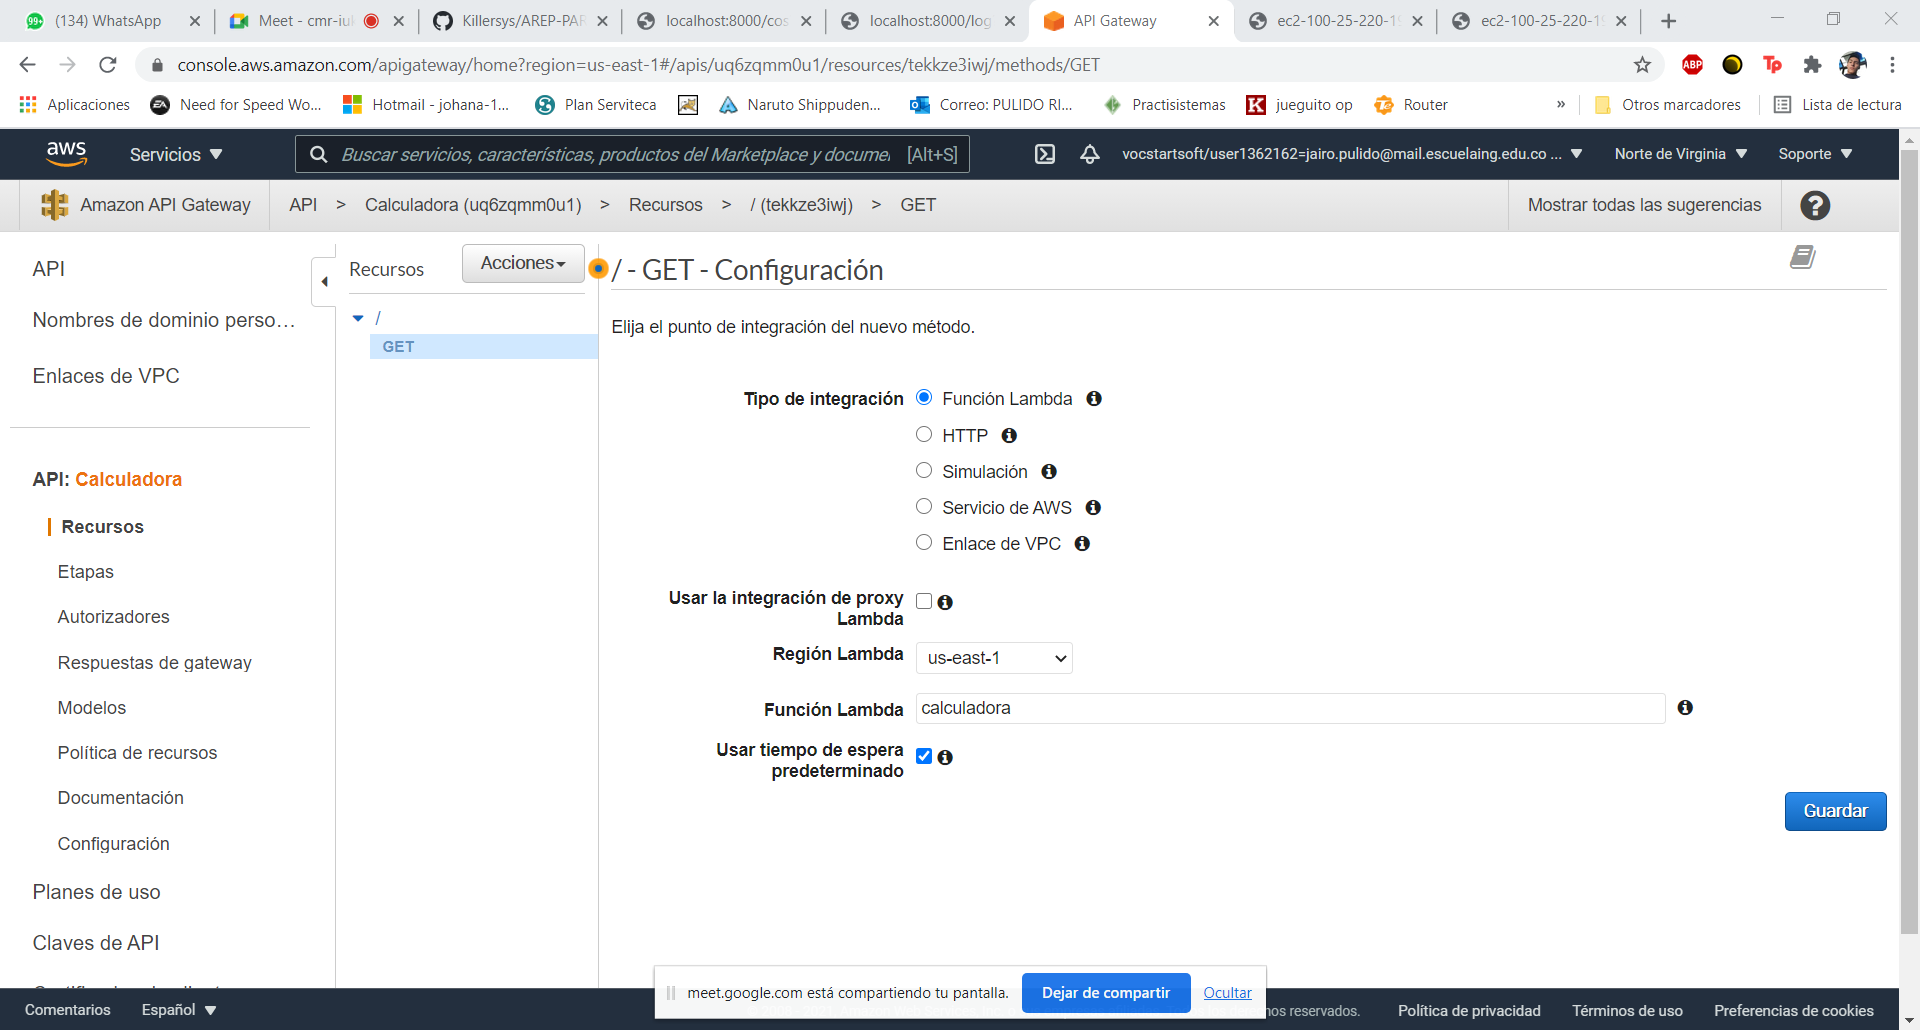 (134) WhatsApp
Meet - cmr-iu
Killersys/AREP-PAR
localhost:8000/cos
localhost:8000/log
API Gateway
ec2-100-25-220-1
ec2-100-25-220-1
console.aws.amazon.com/apigateway/home?region=us-east-1#/apis/uq6zqmm0u1/resources/tekkze3iwj/methods/GET
ABP
Tp
Aplicaciones
EA
Need for Speed Wo...
Hotmail - johana-1...
Plan Serviteca
Naruto Shippuden...
Correo: PULIDO RI...
Practisistemas
K
jueguito op
Router
»
Otros marcadores
Lista de lectura
aws
Servicios
Buscar servicios, características, productos del Marketplace y documen
[Alt+S]
vocstartsoft/user1362162=jairo.pulido@mail.escuelaing.edu.co ...
Norte de Virginia
Soporte
Amazon API Gateway
API > Calculadora (uq6zqmm0u1) > Recursos > / (tekkze3iwj) > GET
Mostrar todas las sugerencias
?
API
Nombres de dominio perso...
Enlaces de VPC
API: Calculadora
Recursos
Etapas
Autorizadores
Respuestas de gateway
Modelos
Política de recursos
Documentación
Configuración
Planes de uso
Claves de API
Recursos
Acciones
/
GET
/ - GET - Configuración
Elija el punto de integración del nuevo método.
Tipo de integración
Función Lambda
HTTP
Simulación
Servicio de AWS
Enlace de VPC
Usar la integración de proxy
Lambda
Región Lambda
us-east-1
Función Lambda
calculadora
Usar tiempo de espera
predeterminado
Guardar
meet.google.com está compartiendo tu pantalla.
Dejar de compartir
Ocultar
Comentarios
Español
reservados.
Política de privacidad
Términos de uso
Preferencias de cookies